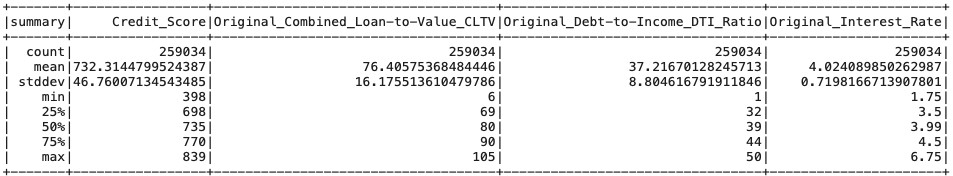 +-------+-----------------+------------------------------------+-----------------------------------+----------------------+
|summary|     Credit_Score|Original_Combined_Loan-to-Value_CLTV|Original_Debt-to-Income_DTI_Ratio|Original_Interest_Rate|
+-------+-----------------+------------------------------------+-----------------------------------+----------------------+
|  count|           259034|                              259034|                           259034|                259034|
|   mean|732.3144799524387|                   76.40575368484446|                37.21670128245713|     4.02408985026​2987|
| stddev|46.76007134543485|                  16.175513610479786|                8.804616791911846|    0.7198166713907801|
|    min|              398|                                   6|                                1|                  1.75|
|    25%|              698|                                  69|                               32|                   3.5|
|    50%|              735|                                  80|                               39|                  3.99|
|    75%|              770|                                  90|                               44|                   4.5|
|    max|              839|                                 105|                               50|                  6.75|
+-------+-----------------+------------------------------------+-----------------------------------+----------------------+